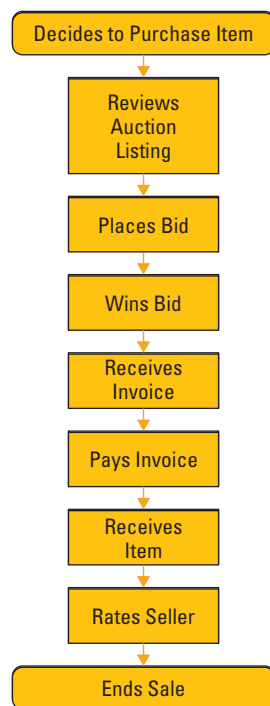 Decides to Purchase Item
Reviews
Auction
Listing
Places Bid
Wins Bid
Receives
Invoice
Pays Invoice
Receives
Item
Rates Seller
Ends Sale